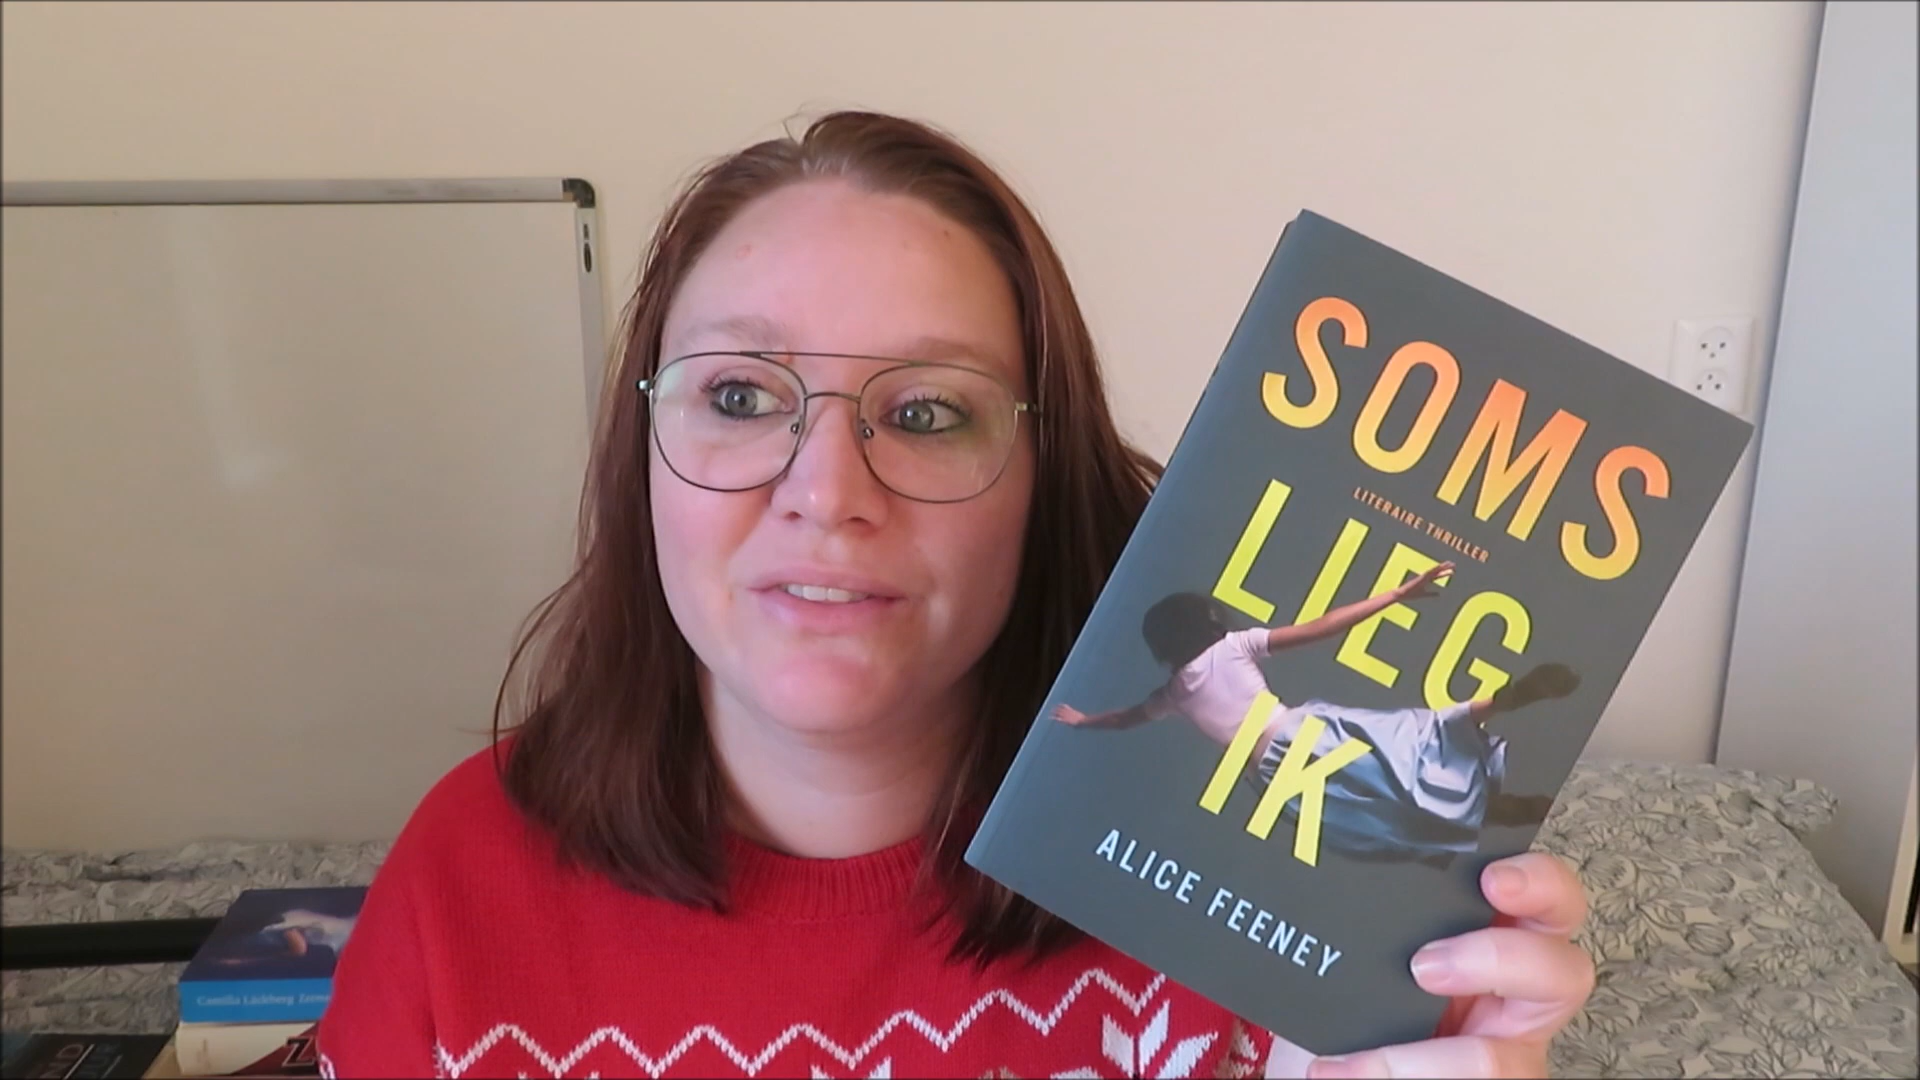 SOMS
LITERAIRE THRILLER
LIEG
IK
ALICE FEENEY
Camilla Läckberg